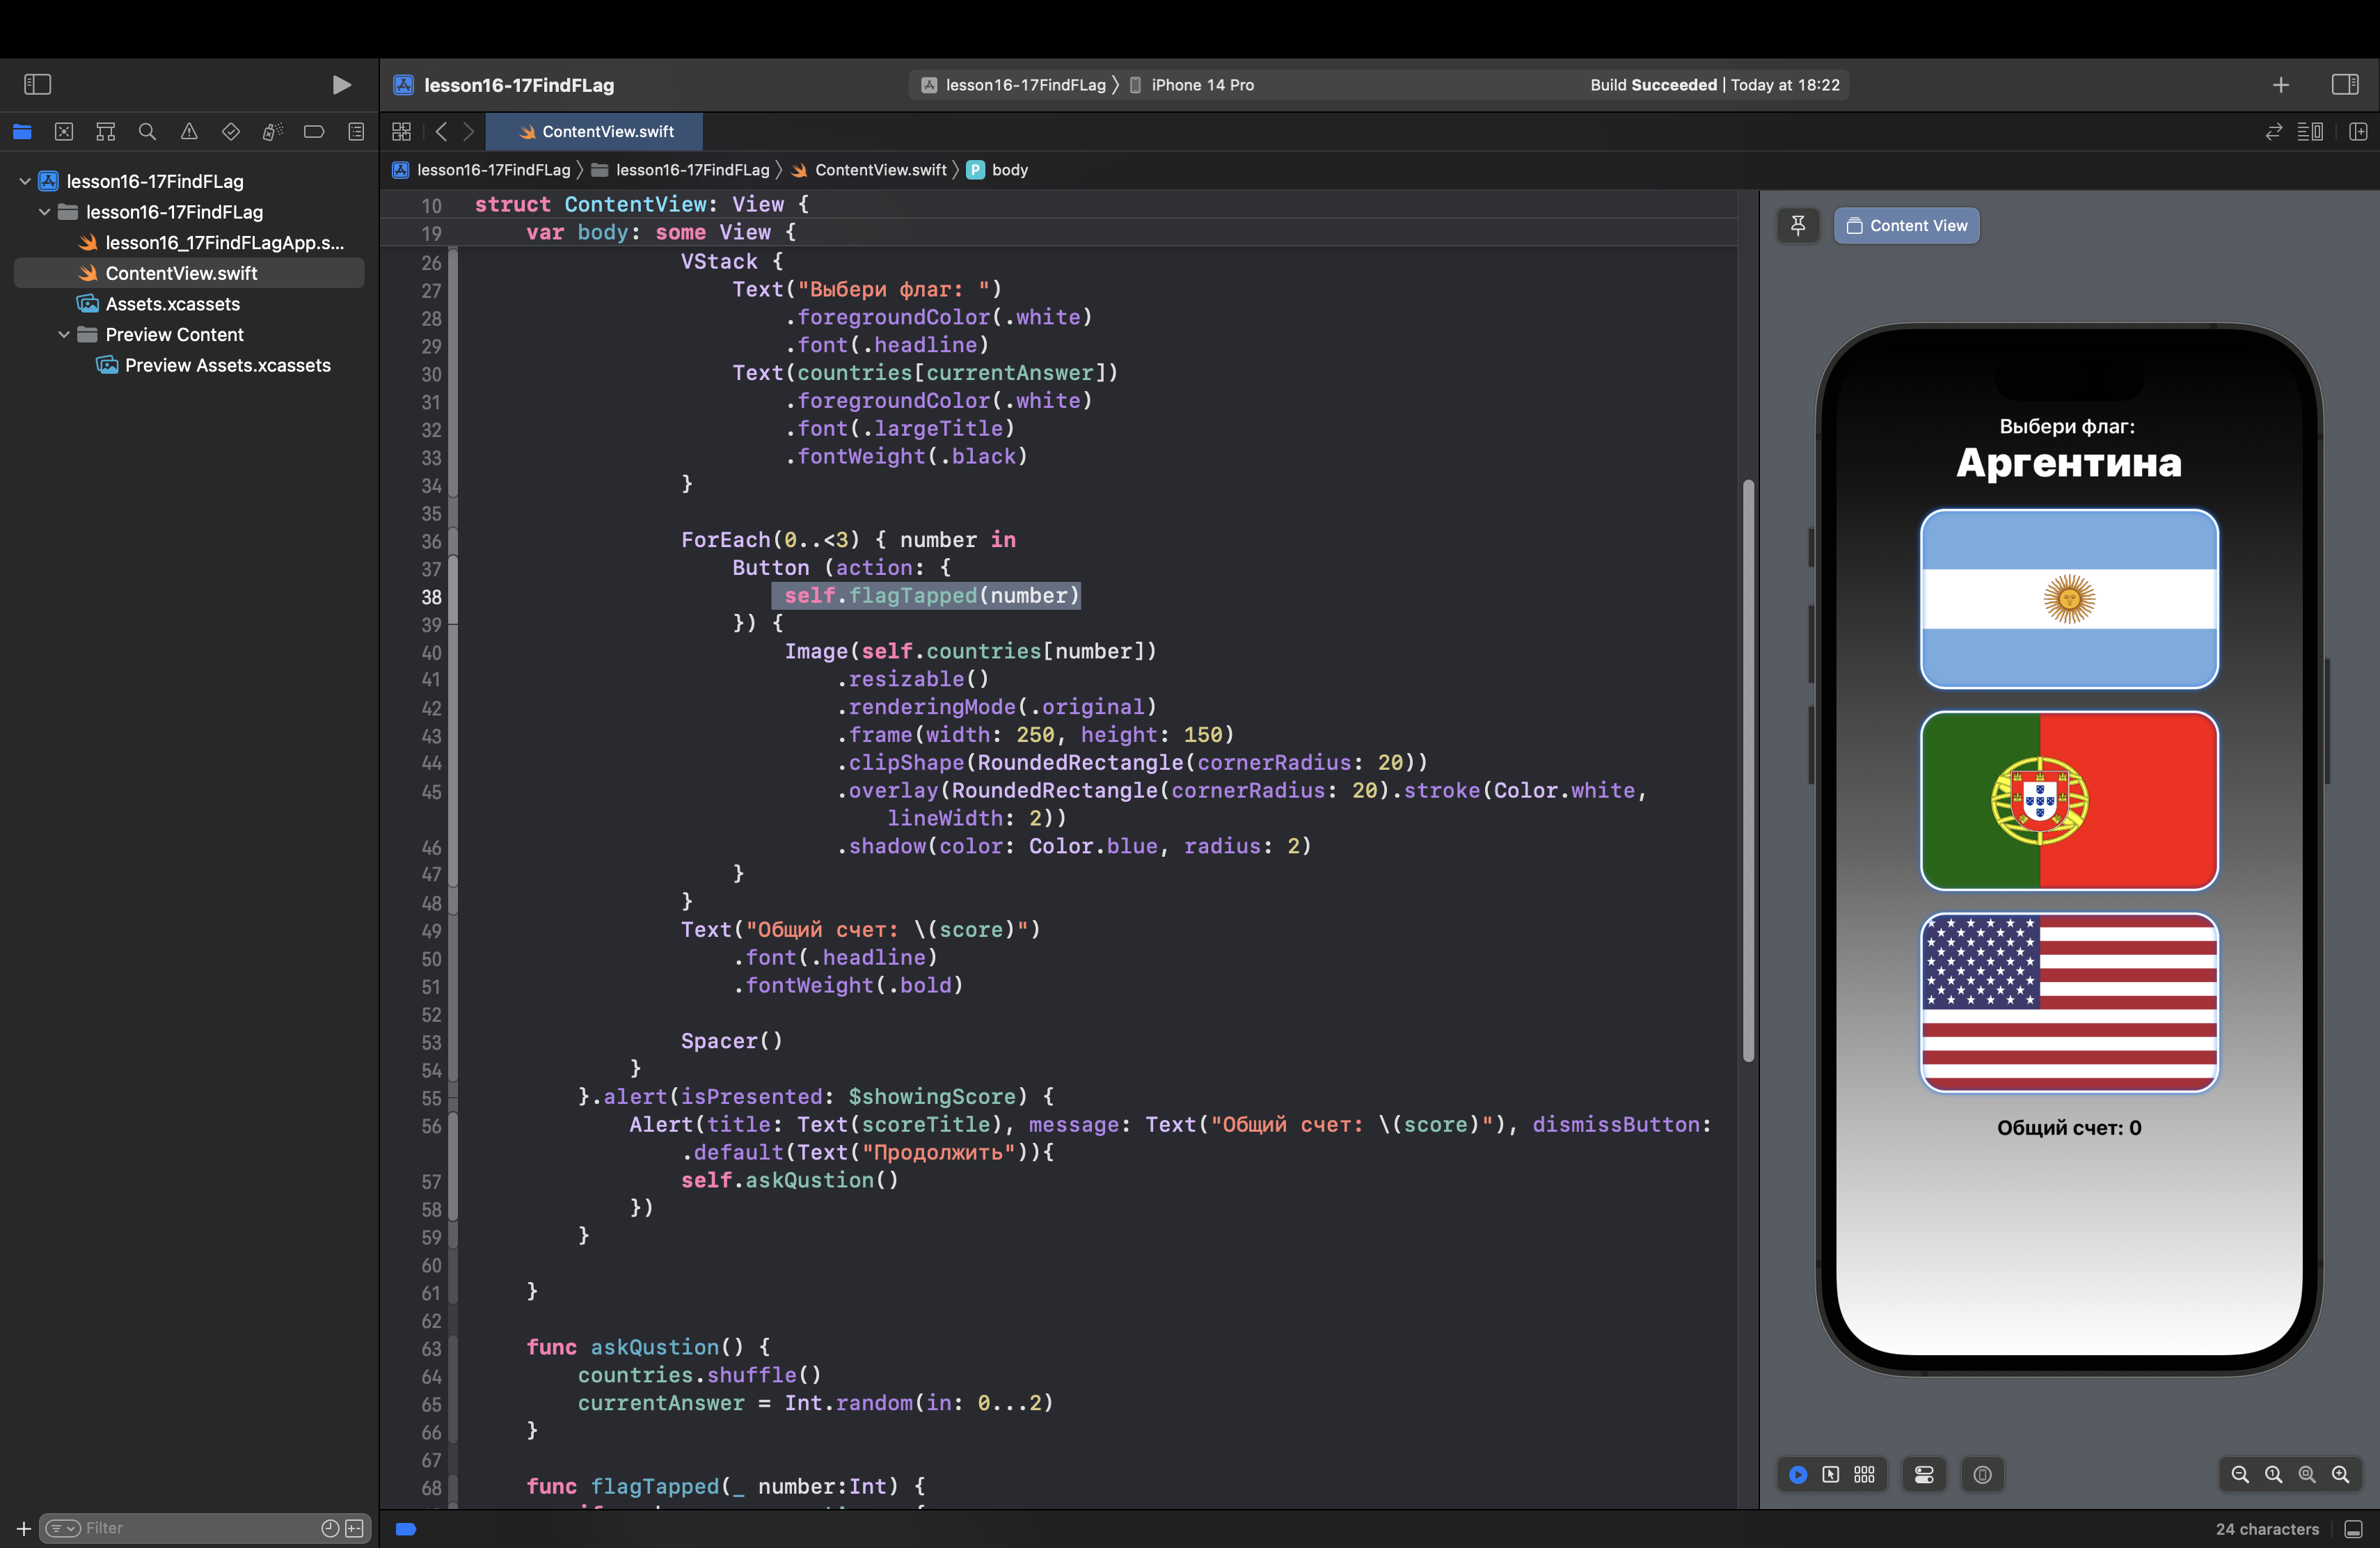 lesson16-17FindFLag
lesson16-17FindFLag
iPhone 14 Pro
Build Succeeded | Today at 18:22
ContentView.swift
lesson16-17FindFLag
lesson16-17FindFLag
ContentView.swift
P body
lesson16-17FindFLag
lesson16-17FindFLag
lesson16_17FindFLagApp.s...
ContentView.swift
Assets.xcassets
Preview Content
Preview Assets.xcassets
Filter
10 struct ContentView: View {
19 var body: some View {
26 VStack {
27 Text("Выбери флаг: ")
28 .foregroundColor(.white)
29 .font(.headline)
30 Text(countries[currentAnswer])
31 .foregroundColor(.white)
32 .font(.largeTitle)
33 .fontWeight(.black)
34 }
35
36 ForEach(0..<3) { number in
37 Button (action: {
38 self.flagTapped(number)
39 }) {
40 Image(self.countries[number])
41 .resizable()
42 .renderingMode(.original)
43 .frame(width: 250, height: 150)
44 .clipShape(RoundedRectangle(cornerRadius: 20))
45 .overlay(RoundedRectangle(cornerRadius: 20).stroke(Color.white,
lineWidth: 2))
46 .shadow(color: Color.blue, radius: 2)
47 }
48 }
49 Text("Общий счет: \(score)")
50 .font(.headline)
51 .fontWeight(.bold)
52
53 Spacer()
54 }
55 }.alert(isPresented: $showingScore) {
56 Alert(title: Text(scoreTitle), message: Text("Общий счет: \(score)"), dismissButton:
.default(Text("Продолжить")){
57 self.askQustion()
58 })
59 }
60
61 }
62
63 func askQustion() {
64 countries.shuffle()
65 currentAnswer = Int.random(in: 0...2)
66 }
67
68 func flagTapped(_ number:Int) {
Content View
Выбери флаг:
Аргентина
Общий счет: 0
24 characters